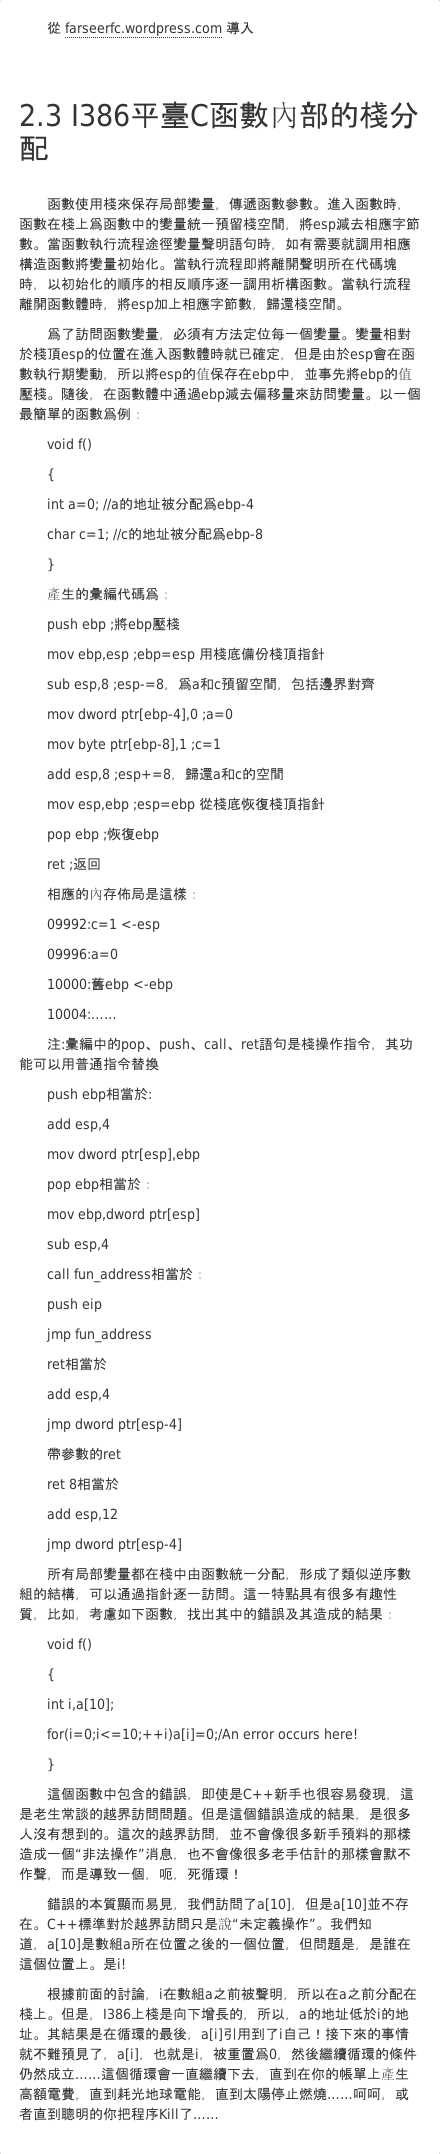 從 farseerfc.wordpress.com 導入
2.3 I386平臺C函數內部的棧分
配
函數使用棧來保存局部變量，傳遞函數參數。進入函數時，
函數在棧上爲函數中的變量統一預留棧空間，將esp減去相應字節
數。當函數執行流程途徑變量聲明語句時，如有需要就調用相應
構造函數將變量初始化。當執行流程即將離開聲明所在代碼塊
時，以初始化的順序的相反順序逐一調用析構函數。當執行流程
離開函數體時，將esp加上相應字節數，歸還棧空間。
爲了訪問函數變量，必須有方法定位每一個變量。變量相對
於棧頂esp的位置在進入函數體時就已確定，但是由於esp會在函
數執行期變動，所以將esp的值保存在ebp中，並事先將ebp的值
壓棧。隨後，在函數體中通過ebp減去偏移量來訪問變量。以一個
最簡單的函數爲例：
void f()
{
int a=0; //a的地址被分配爲ebp-4
char c=1; //c的地址被分配爲ebp-8
}
產生的彙編代碼爲：
push ebp ;將ebp壓棧
mov ebp,esp ;ebp=esp 用棧底備份棧頂指針
sub esp,8 ;esp-=8，爲a和c預留空間，包括邊界對齊
mov dword ptr[ebp-4],0 ;a=0
mov byte ptr[ebp-8],1 ;c=1
add esp,8 ;esp+=8，歸還a和c的空間
mov esp,ebp ;esp=ebp 從棧底恢復棧頂指針
pop ebp ;恢復ebp
ret ;返回
相應的內存佈局是這樣：
09992:c=1 <-esp
09996:a=0
10000:舊ebp <-ebp
10004:……
注:彙編中的pop、push、call、ret語句是棧操作指令，其功
能可以用普通指令替換
push ebp相當於:
add esp,4
mov dword ptr[esp],ebp
pop ebp相當於：
mov ebp,dword ptr[esp]
sub esp,4
call fun_address相當於：
push eip
jmp fun_address
ret相當於
add esp,4
jmp dword ptr[esp-4]
帶參數的ret
ret 8相當於
add esp,12
jmp dword ptr[esp-4]
所有局部變量都在棧中由函數統一分配，形成了類似逆序數
組的結構，可以通過指針逐一訪問。這一特點具有很多有趣性
質，比如，考慮如下函數，找出其中的錯誤及其造成的結果：
void f()
{
int i,a[10];
for(i=0;i<=10;++i)a[i]=0;/An error occurs here!
}
這個函數中包含的錯誤，即使是C++新手也很容易發現，這
是老生常談的越界訪問問題。但是這個錯誤造成的結果，是很多
人沒有想到的。這次的越界訪問，並不會像很多新手預料的那樣
造成一個“非法操作”消息，也不會像很多老手估計的那樣會默不
作聲，而是導致一個，呃，死循環！
錯誤的本質顯而易見，我們訪問了a[10]，但是a[10]並不存
在。C++標準對於越界訪問只是說“未定義操作”。我們知
道，a[10]是數組a所在位置之後的一個位置，但問題是，是誰在
這個位置上。是i!
根據前面的討論，i在數組a之前被聲明，所以在a之前分配在
棧上。但是，I386上棧是向下增長的，所以，a的地址低於i的地
址。其結果是在循環的最後，a[i]引用到了i自己！接下來的事情
就不難預見了，a[i]，也就是i，被重置爲0，然後繼續循環的條件
仍然成立……這個循環會一直繼續下去，直到在你的帳單上產生
高額電費，直到耗光地球電能，直到太陽停止燃燒……呵呵，或
者直到聰明的你把程序Kill了……